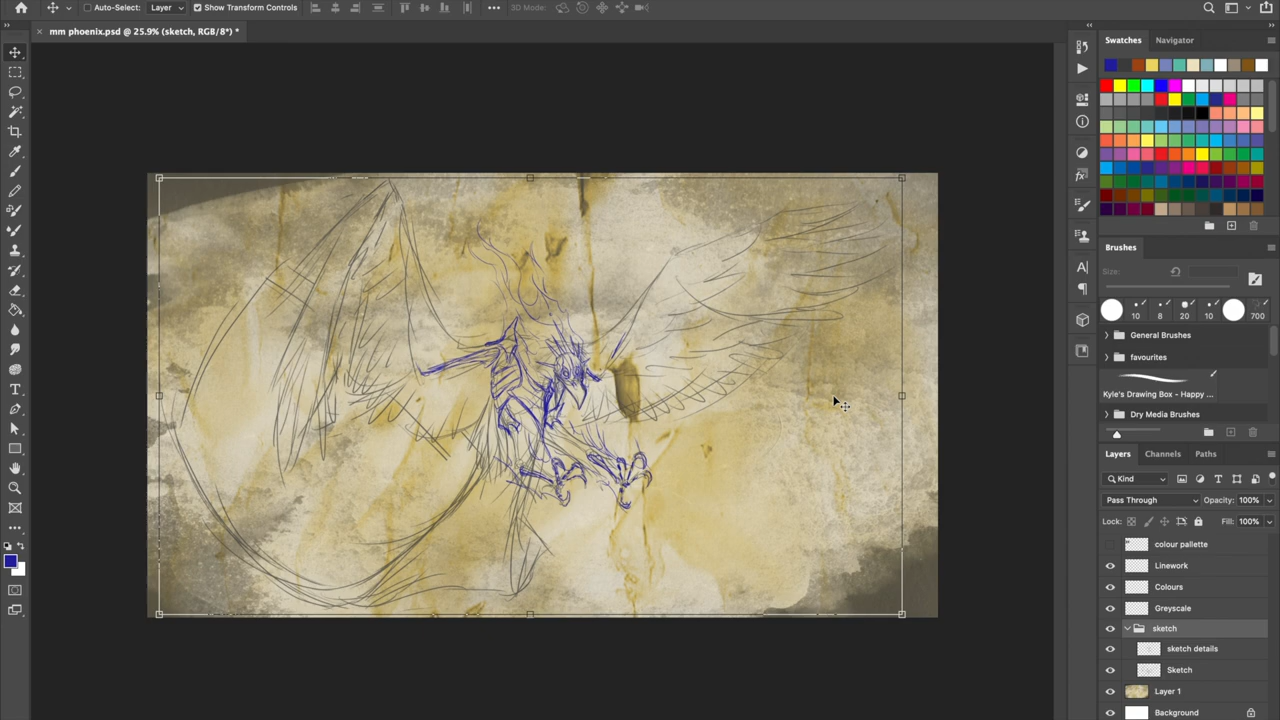 Auto-Select: Layer Show Transform Controls 3D Mode:
mm phoenix.psd @ 25.9% (sketch, RGB/8*) *
Swatches Navigator
Brushes
Size:
10 8 20 10 700
General Brushes
favourites
Kyle's Drawing Box - Happy ...
Dry Media Brushes
Layers Channels Paths
Kind
Pass Through Opacity: 100%
Lock: Fill: 100%
colour pallette
Linework
Colours
Greyscale
sketch
sketch details
Sketch
Layer 1
Background